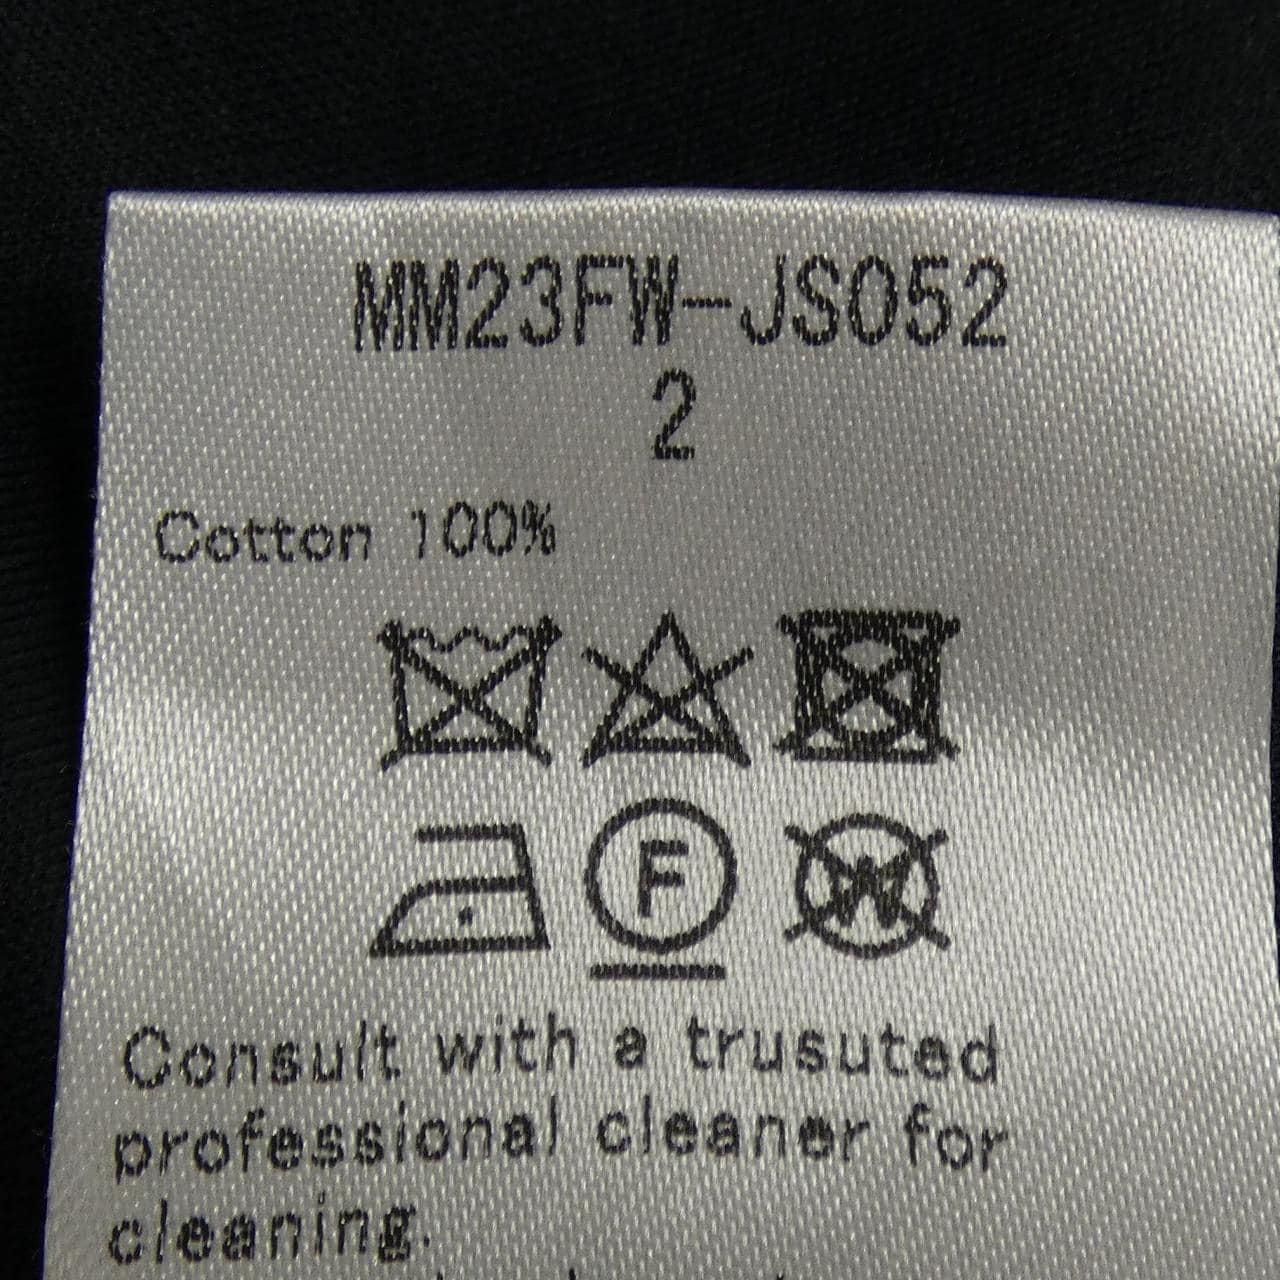 MM23FW-JS052
2
Cotton 100%
F
W
Consult with a trusuted
professional cleaner for
cleaning.